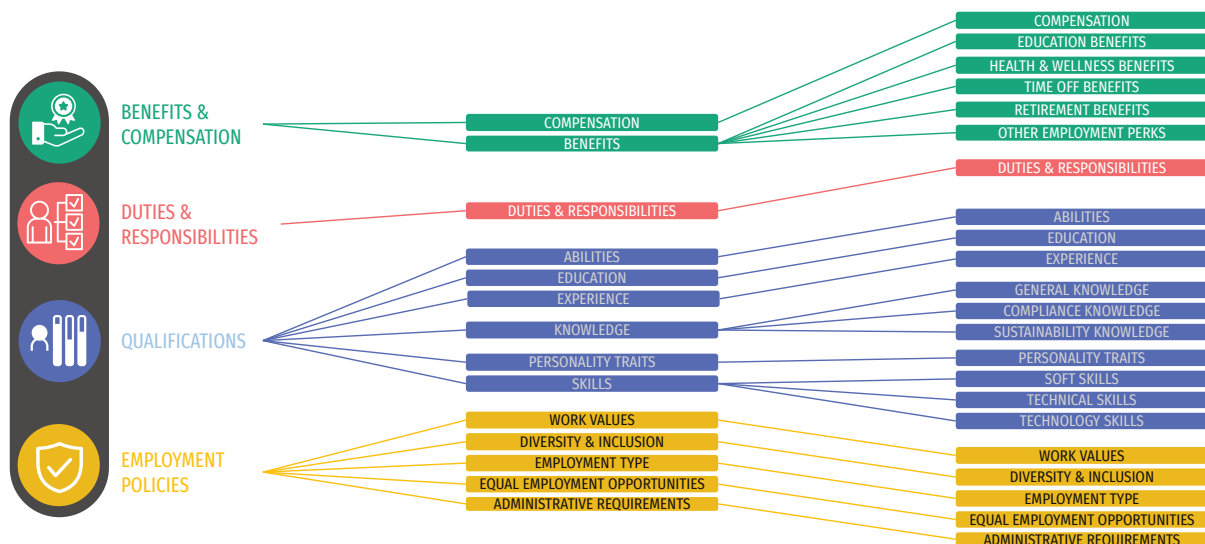 BENEFITS &
COMPENSATION
DUTIES &
RESPONSIBILITIES
QUALIFICATIONS
EMPLOYMENT
POLICIES
COMPENSATION
BENEFITS
DUTIES & RESPONSIBILITIES
ABILITIES
EDUCATION
EXPERIENCE
KNOWLEDGE
PERSONALITY TRAITS
SKILLS
WORK VALUES
DIVERSITY & INCLUSION
EMPLOYMENT TYPE
EQUAL EMPLOYMENT OPPORTUNITIES
ADMINISTRATIVE REQUIREMENTS
COMPENSATION
EDUCATION BENEFITS
HEALTH & WELLNESS BENEFITS
TIME OFF BENEFITS
RETIREMENT BENEFITS
OTHER EMPLOYMENT PERKS
DUTIES & RESPONSIBILITIES
ABILITIES
EDUCATION
EXPERIENCE
GENERAL KNOWLEDGE
COMPLIANCE KNOWLEDGE
SUSTAINABILITY KNOWLEDGE
PERSONALITY TRAITS
SOFT SKILLS
TECHNICAL SKILLS
TECHNOLOGY SKILLS
WORK VALUES
DIVERSITY & INCLUSION
EMPLOYMENT TYPE
EQUAL EMPLOYMENT OPPORTUNITIES
ADMINISTRATIVE REQUIREMENTS